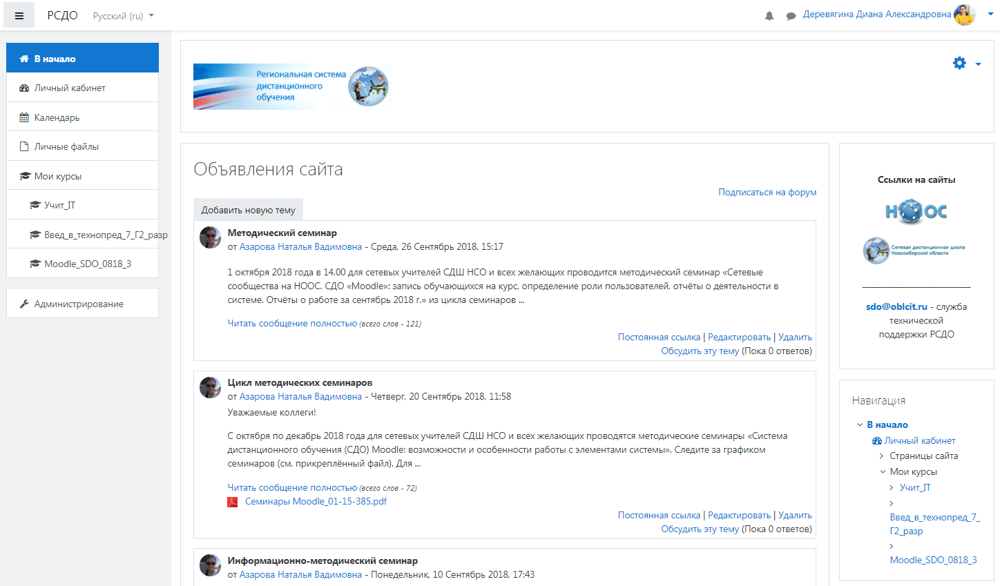 РСДО
Русский (ru)
Деревягина Диана Александровна
В начало
Личный кабинет
Календарь
Личные файлы
Мои курсы
Учит_IT
Введ_в_технопред_7_Г2_разр
Moodle_SDO_0818_3
Администрирование
Региональная система
дистанционного
обучения
Объявления сайта
Подписаться на форум
Добавить новую тему
Методический семинар
от Азарова Наталья Вадимовна - Среда, 26 Сентябрь 2018, 15:17
1 октября 2018 года в 14.00 для сетевых учителей СДШ НСО и всех желающих проводится методический семинар «Сетевые
сообщества на НООС. СДО «Moodle»: запись обучающихся на курс, определение роли пользователей, отчёты о деятельности в
системе. Отчёты о работе за сентябрь 2018 г.» из цикла семинаров ...
Читать сообщение полностью (всего слов - 121)
Постоянная ссылка | Редактировать | Удалить
Обсудить эту тему (Пока 0 ответов)
Цикл методических семинаров
от Азарова Наталья Вадимовна - Четверг, 20 Сентябрь 2018, 11:58
Уважаемые коллеги!
С октября по декабрь 2018 года для сетевых учителей СДШ НСО и всех желающих проводятся методические семинары «Система
дистанционного обучения (СДО) Moodle: возможности и особенности работы с элементами системы». Следите за графиком
семинаров (см. прикреплённый файл). Для ...
Читать сообщение полностью (всего слов - 72)
Семинары Moodle_01-15-385.pdf
Постоянная ссылка | Редактировать | Удалить
Обсудить эту тему (Пока 0 ответов)
Информационно-методический семинар
от Азарова Наталья Вадимовна - Понедельник, 10 Сентябрь 2018, 17:43
Ссылки на сайты
НООС
Сетевая дистанционная школа
Новосибирской области
sdo@oblcit.ru - служба
технической
поддержки РСДО
Навигация
В начало
Личный кабинет
Страницы сайта
Мои курсы
Учит_IT
Введ_в_технопред_7_
Г2_разр
Moodle_SDO_0818_3